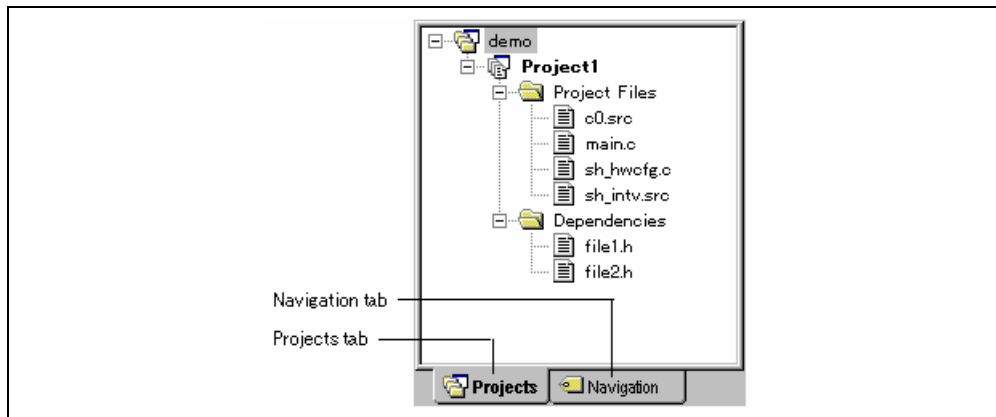 demo
Project1
Project Files
c0.src
main.c
sh_hwcfg.c
sh_intv.src
Dependencies
file1.h
file2.h
Navigation tab
Projects tab
Projects
Navigation